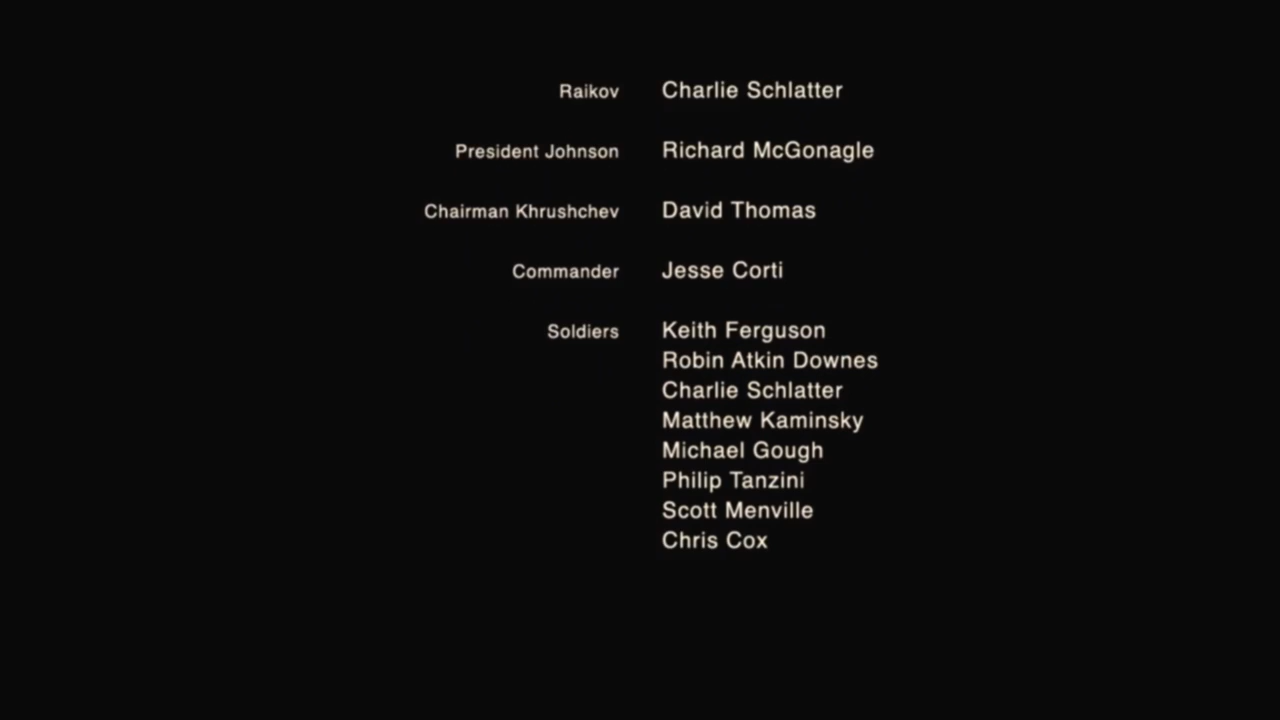 Raikov Charlie Schlatter
President Johnson Richard McGonagle
Chairman Khrushchev David Thomas
Commander Jesse Corti
Soldiers Keith Ferguson
Robin Atkin Downes
Charlie Schlatter
Matthew Kaminsky
Michael Gough
Philip Tanzini
Scott Menville
Chris Cox